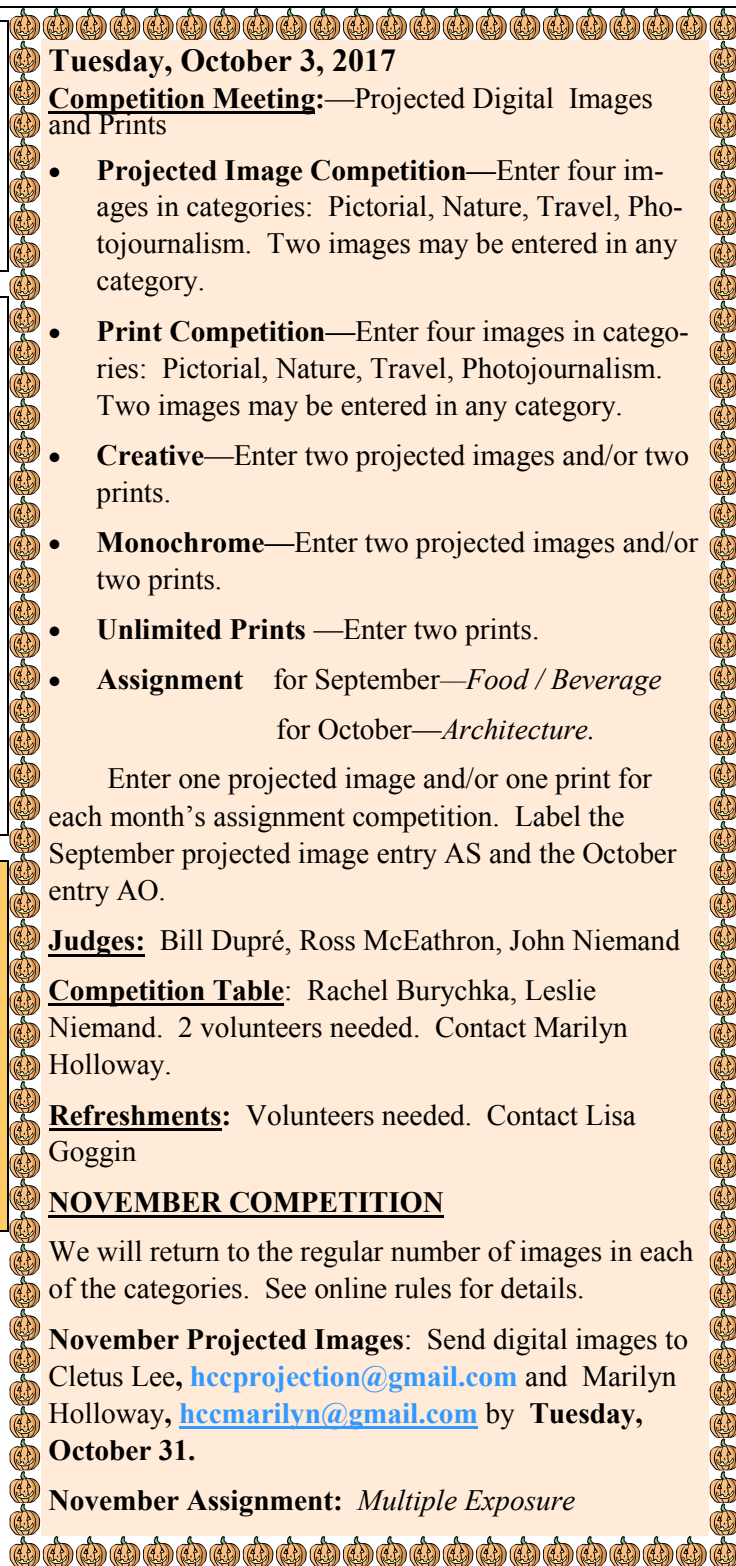 Tuesday, October 3, 2017
Competition Meeting:—Projected Digital Images
and Prints
• Projected Image Competition—Enter four im-
ages in categories: Pictorial, Nature, Travel, Pho-
tojournalism. Two images may be entered in any
category.
• Print Competition—Enter four images in catego-
ries: Pictorial, Nature, Travel, Photojournalism.
Two images may be entered in any category.
• Creative—Enter two projected images and/or two
prints.
• Monochrome—Enter two projected images and/or
two prints.
• Unlimited Prints —Enter two prints.
• Assignment for September—Food / Beverage
for October—Architecture.
Enter one projected image and/or one print for
each month’s assignment competition. Label the
September projected image entry AS and the October
entry AO.
Judges: Bill Dupré, Ross McEathron, John Niemand
Competition Table: Rachel Burychka, Leslie
Niemand. 2 volunteers needed. Contact Marilyn
Holloway.
Refreshments: Volunteers needed. Contact Lisa
Goggin
NOVEMBER COMPETITION
We will return to the regular number of images in each
of the categories. See online rules for details.
November Projected Images: Send digital images to
Cletus Lee, hccprojection@gmail.com and Marilyn
Holloway, hccmarilyn@gmail.com by Tuesday,
October 31.
November Assignment: Multiple Exposure